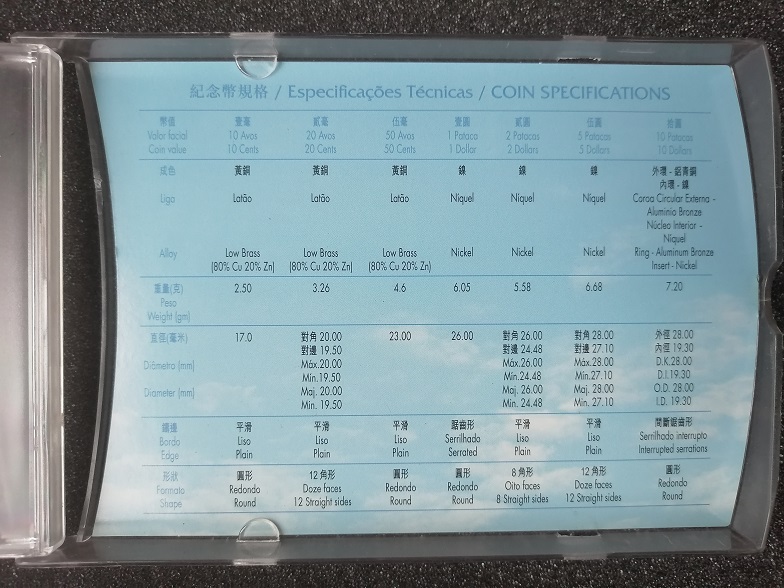 紀念幣規格 / Especificações Técnicas / COIN SPECIFICATIONS
幣值 壹毫 貳毫 伍毫 壹圓 貳圓 伍圓 拾圓
Valor facial 10 Avos 20 Avos 50 Avos 1 Pataca 2 Patacas 5 Patacas 10 Patacas
Coin value 10 Cents 20 Cents 50 Cents 1 Dollar 2 Dollars 5 Dollars 10 Dollars
成色 黃銅 黃銅 黃銅 鎳 鎳 鎳 外環 - 鋁青銅
內環 - 鎳
Liga Latão Latão Latão Níquel Níquel Níquel Coroa Circular Externa -
Alumínio Bronze
Núcleo Interior -
Níquel
Alloy Low Brass Low Brass Low Brass Nickel Nickel Nickel Ring - Aluminum Bronze
(80% Cu 20% Zn) (80% Cu 20% Zn) (80% Cu 20% Zn) Insert - Nickel
重量(克) 2.50 3.26 4.6 6.05 5.58 6.68 7.20
Peso
Weight (gm)
直徑(毫米) 17.0 對角 20.00 23.00 26.00 對角 26.00 對角 28.00 外徑 28.00
對邊 19.50 對邊 24.48 對邊 27.10 內徑 19.30
Diâmetro (mm) Máx.20.00 Máx.26.00 Máx.28.00 D.K.28.00
Mín.19.50 Mín.24.48 Mín.27.10 D.I.19.30
Diameter (mm) Maj. 20.00 Maj. 26.00 Maj. 28.00 O.D. 28.00
Min. 19.50 Min. 24.48 Min. 27.10 I.D. 19.30
幣邊 平滑 平滑 平滑 鋸齒形 平滑 平滑 間斷鋸齒形
Bordo Liso Liso Liso Serrilhado Liso Liso Serrilhado interrupto
Edge Plain Plain Plain Serrated Plain Plain Interrupted serrations
形狀 圓形 12角形 圓形 圓形 8角形 12角形 圓形
Formato Redondo Doze faces Redondo Redondo Oito faces Doze faces Redondo
Shape Round 12 Straight sides Round Round 8 Straight sides 12 Straight sides Round